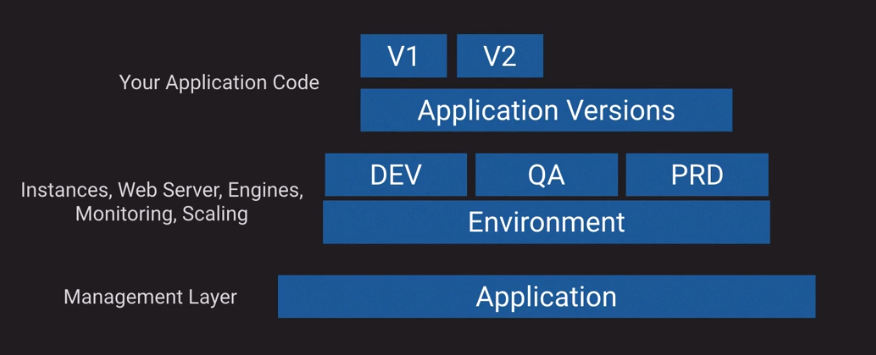 V1
V2
Your Application Code
Application Versions
DEV
QA
PRD
Instances, Web Server, Engines,
Monitoring, Scaling
Environment
Management Layer
Application